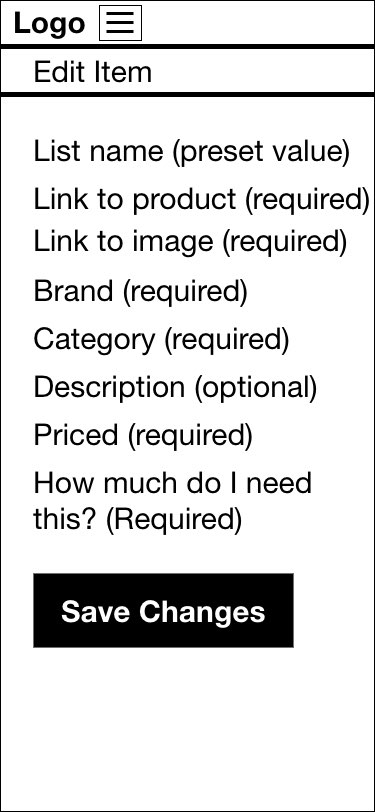 Logo
Edit Item
List name (preset value)
Link to product (required)
Link to image (required)
Brand (required)
Category (required)
Description (optional)
Priced (required)
How much do I need
this? (Required)
Save Changes